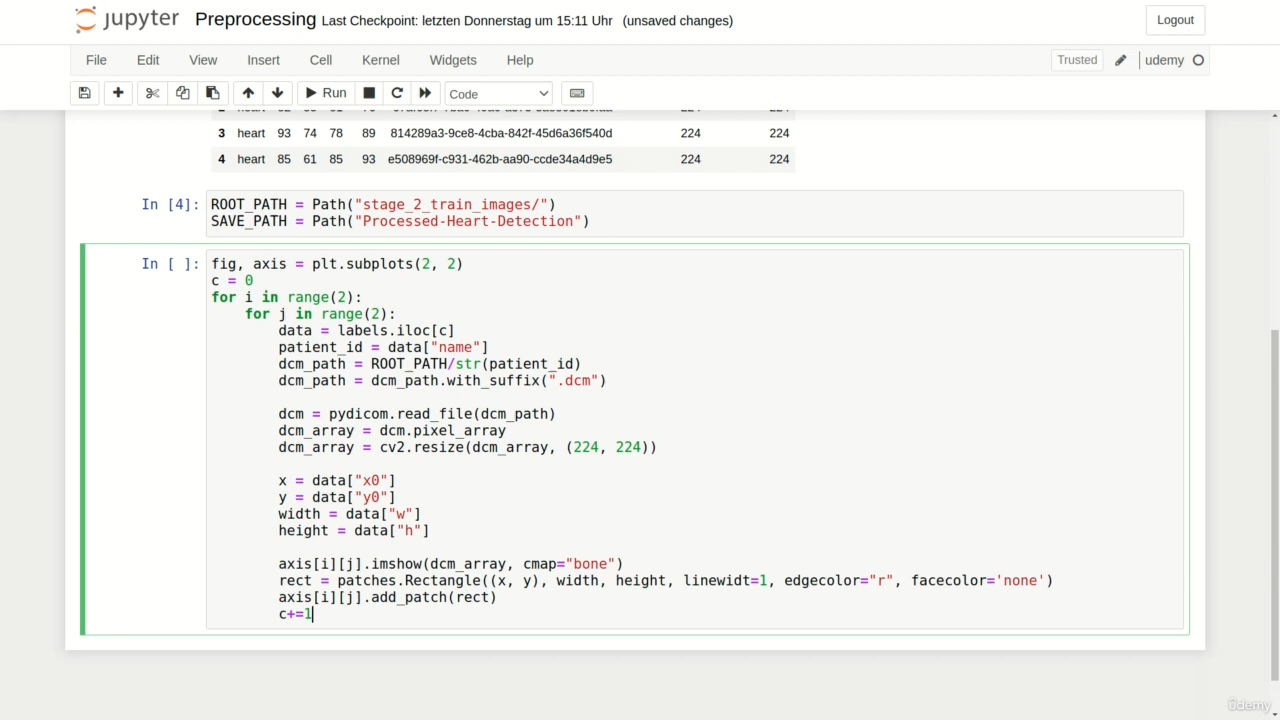 jupyter Preprocessing Last Checkpoint: letzten Donnerstag um 15:11 Uhr (unsaved changes) Logout
File Edit View Insert Cell Kernel Widgets Help Trusted udemy
Run Code
3 heart 93 74 78 89 814289a3-9ce8-4cba-842f-45d6a36f540d 224 224
4 heart 85 61 85 93 e508969f-c931-462b-aa90-ccde34a4d9e5 224 224
In [4]: ROOT_PATH = Path("stage_2_train_images/")
SAVE_PATH = Path("Processed-Heart-Detection")
In [ ]: fig, axis = plt.subplots(2, 2)
c = 0
for i in range(2):
for j in range(2):
data = labels.iloc[c]
patient_id = data["name"]
dcm_path = ROOT_PATH/str(patient_id)
dcm_path = dcm_path.with_suffix(".dcm")
dcm = pydicom.read_file(dcm_path)
dcm_array = dcm.pixel_array
dcm_array = cv2.resize(dcm_array, (224, 224))
x = data["x0"]
y = data["y0"]
width = data["w"]
height = data["h"]
axis[i][j].imshow(dcm_array, cmap="bone")
rect = patches.Rectangle((x, y), width, height, linewidt=1, edgecolor="r", facecolor='none')
axis[i][j].add_patch(rect)
c+=1
udemy